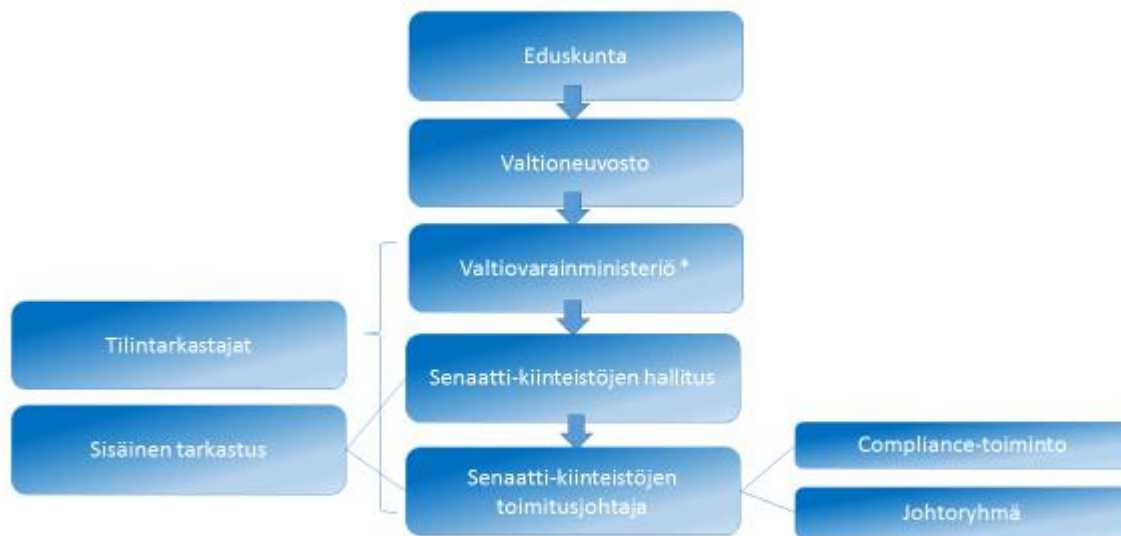 Eduskunta
Valtioneuvosto
Valtiovarainministeriö *
Tilintarkastajat
Senaatti-kiinteistöjen hallitus
Sisäinen tarkastus
Senaatti-kiinteistöjen
toimitusjohtaja
Compliance-toiminto
Johtoryhmä